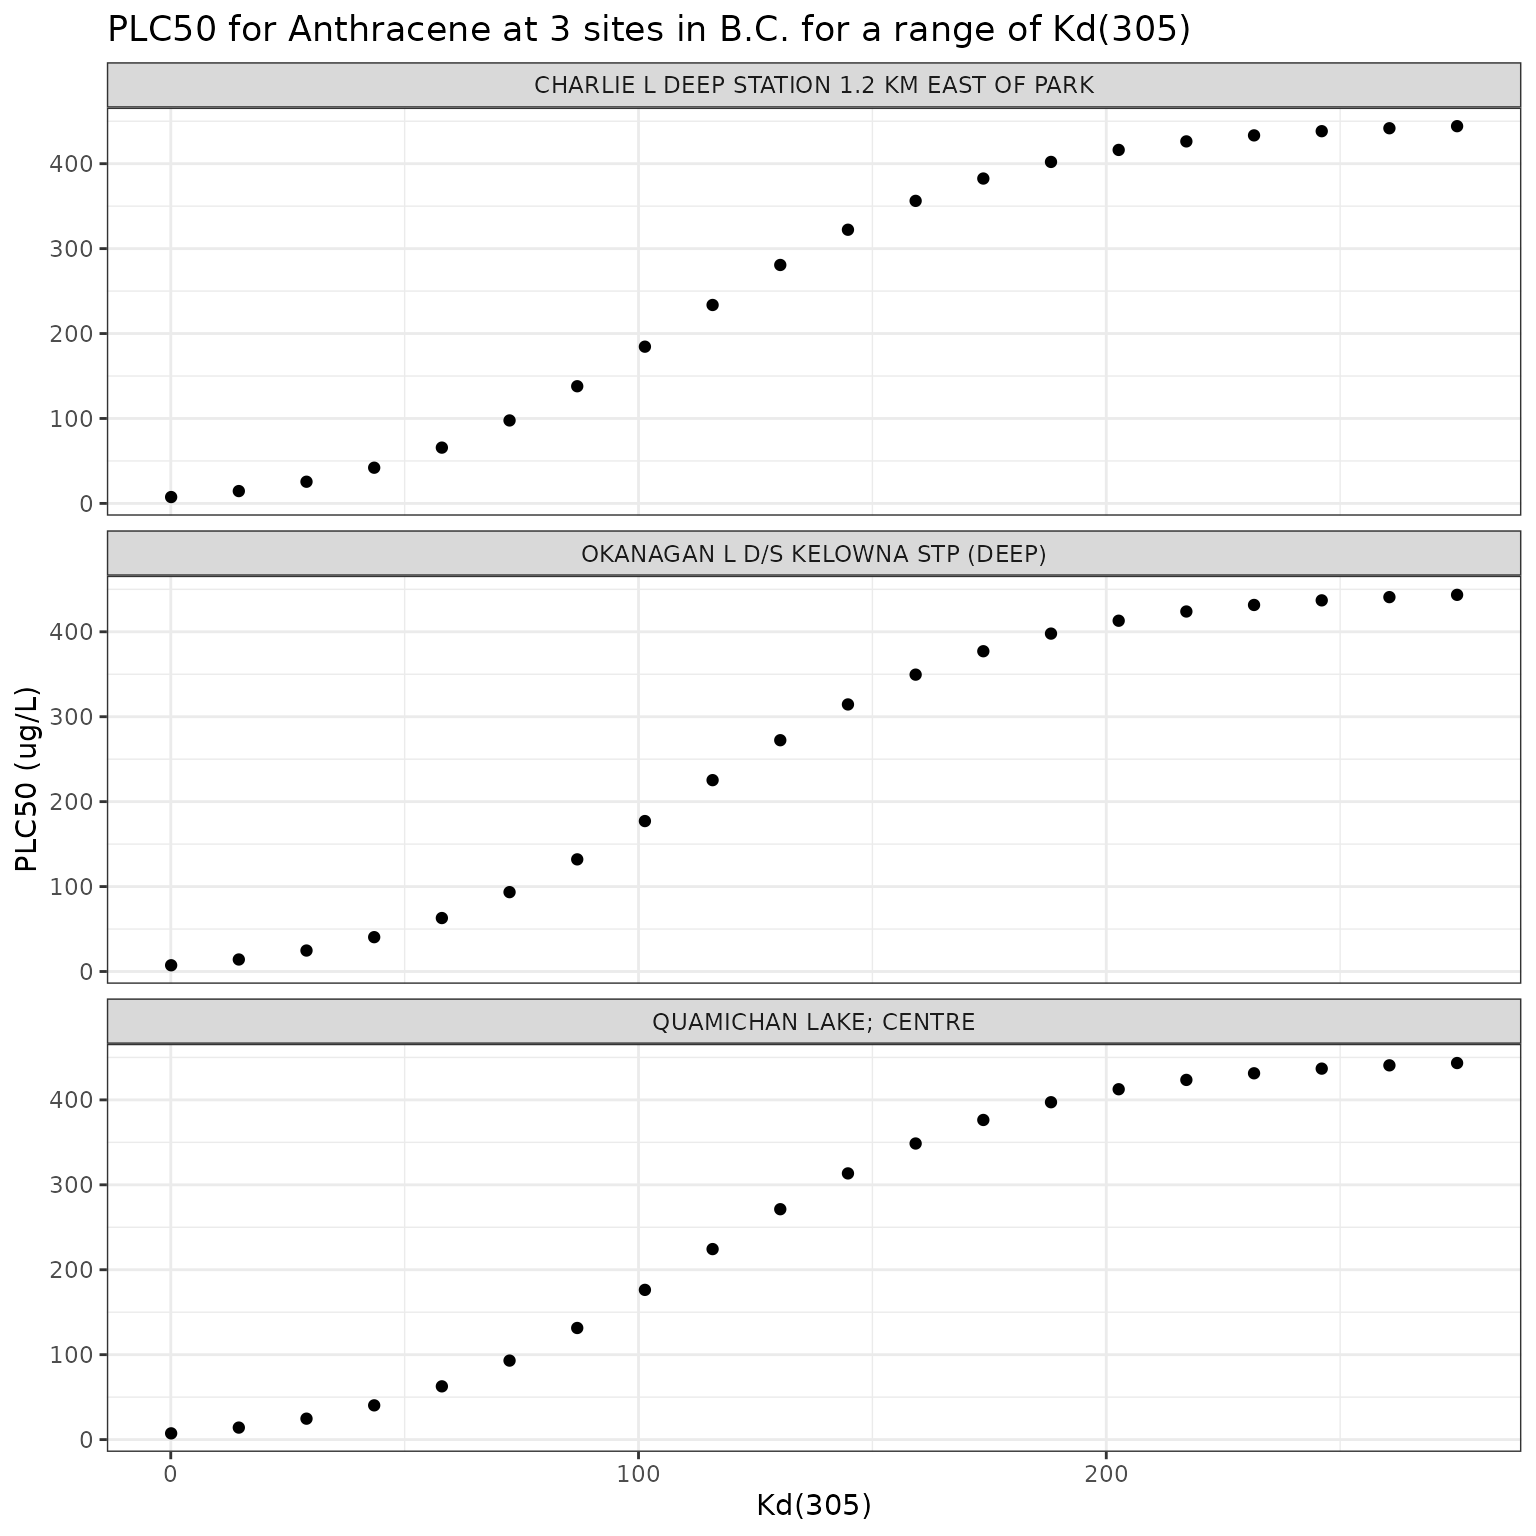 PLC50 for Anthracene at 3 sites in B.C. for a range of Kd(305)
CHARLIE L DEEP STATION 1.2 KM EAST OF PARK
400
300
200
100
0
OKANAGAN L D/S KELOWNA STP (DEEP)
400
300
200
100
0
PLC50 (ug/L)
QUAMICHAN LAKE; CENTRE
400
300
200
100
0
0 100 200
Kd(305)